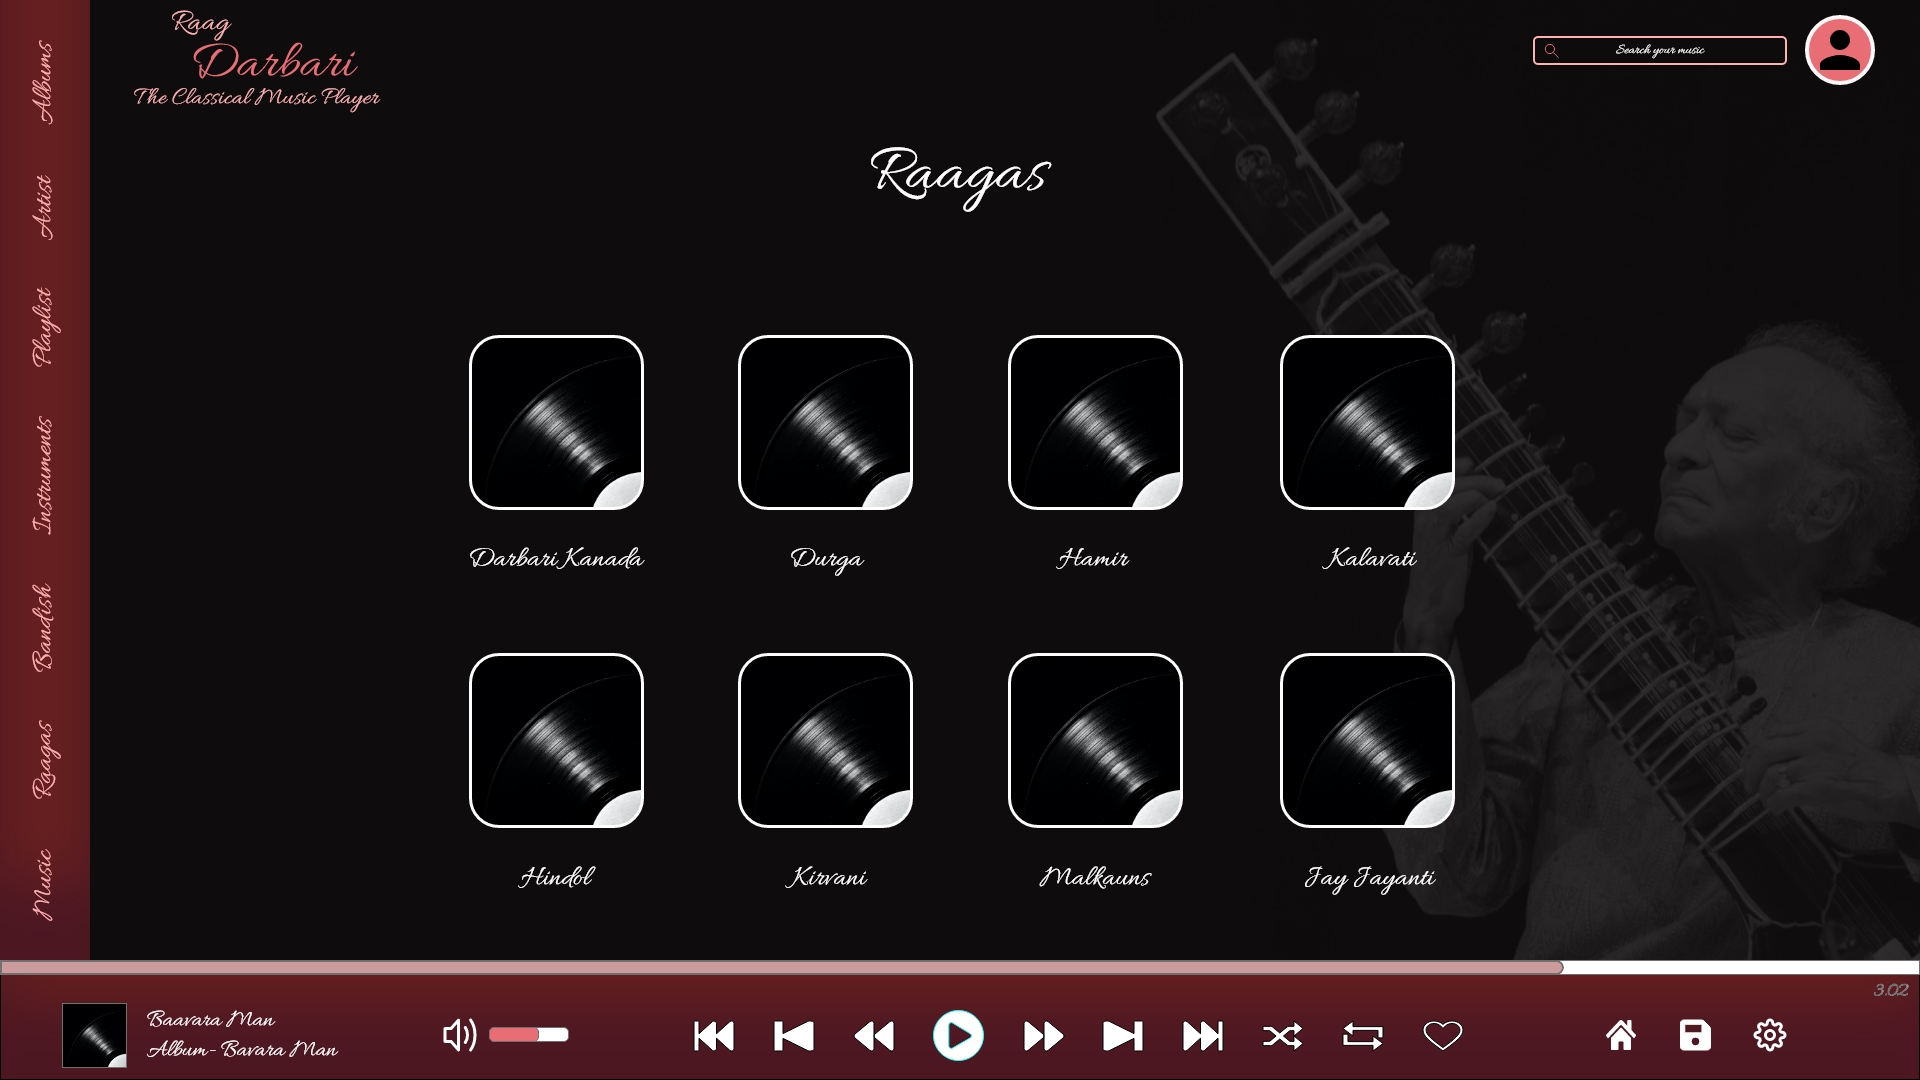 Raag
Darbari
The Classical Music Player
Search your music
Albums
Artist
Playlist
Instruments
Bandish
Raagas
Music
Raagas
Darbari Kanada
Durga
Hamir
Kalavati
Hindol
Kirvani
Malkauns
Jay Jayanti
3.02
Baavara Man
Album- Bavara Man